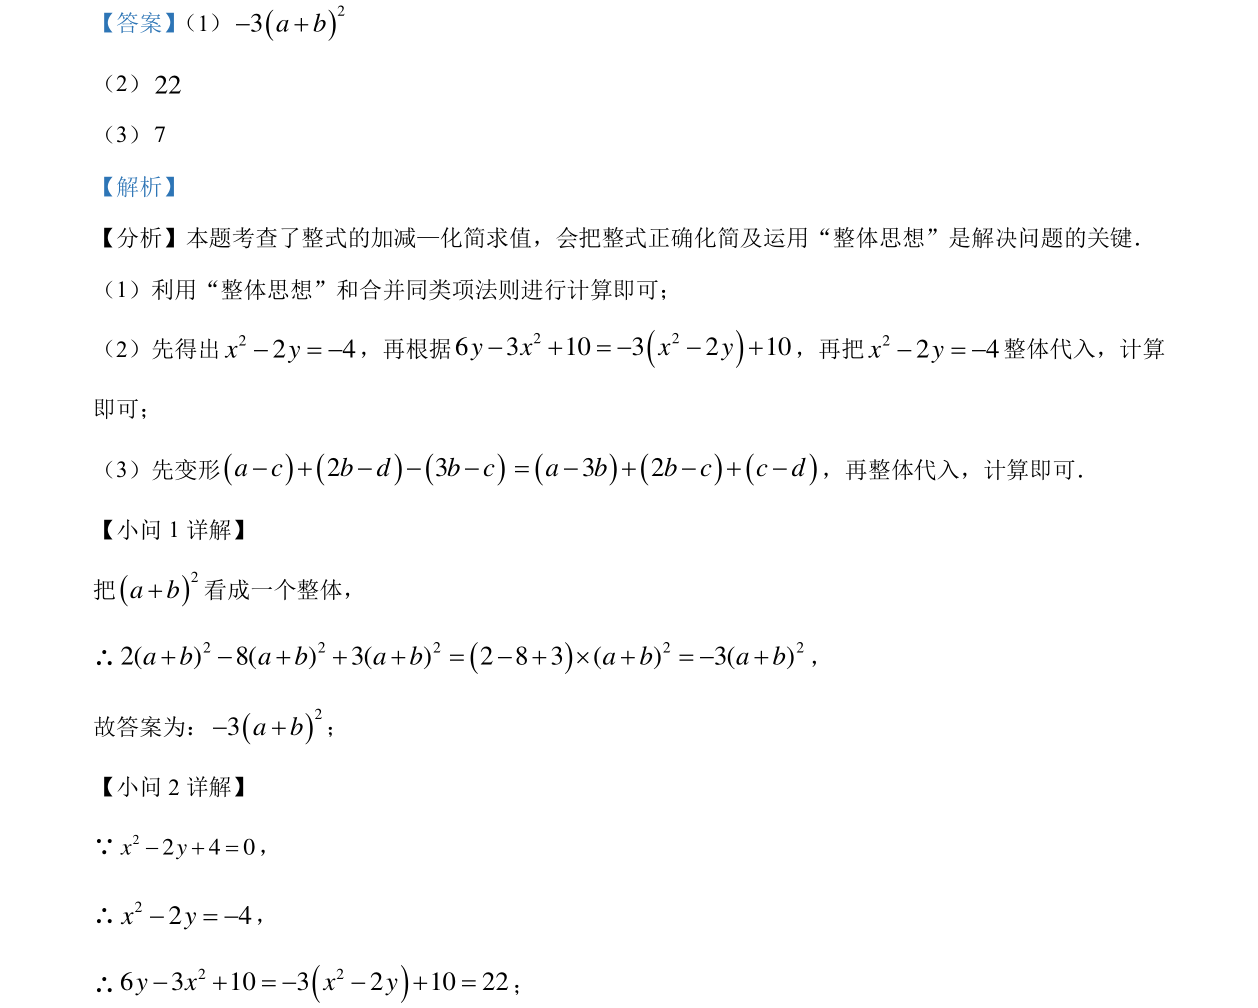 【答案】（1）−3(a+b)²
（2）22
（3）7
【解析】
【分析】本题考查了整式的加减—化简求值，会把整式正确化简及运用“整体思想”是解决问题的关键．
（1）利用“整体思想”和合并同类项法则进行计算即可；
（2）先得出x²−2y=−4，再根据6y−3x²+10=−3(x²−2y)+10，再把x²−2y=−4整体代入，计算
即可；
（3）先变形(a−c)+(2b−d)−(3b−c)=(a−3b)+(2b−c)+(c−d)，再整体代入，计算即可．
【小问 1 详解】
把(a+b)²看成一个整体，
∴2(a+b)²−8(a+b)²+3(a+b)²=(2−8+3)×(a+b)²=−3(a+b)²，
故答案为：−3(a+b)²；
【小问 2 详解】
∵x²−2y+4=0，
∴x²−2y=−4，
∴6y−3x²+10=−3(x²−2y)+10=22；